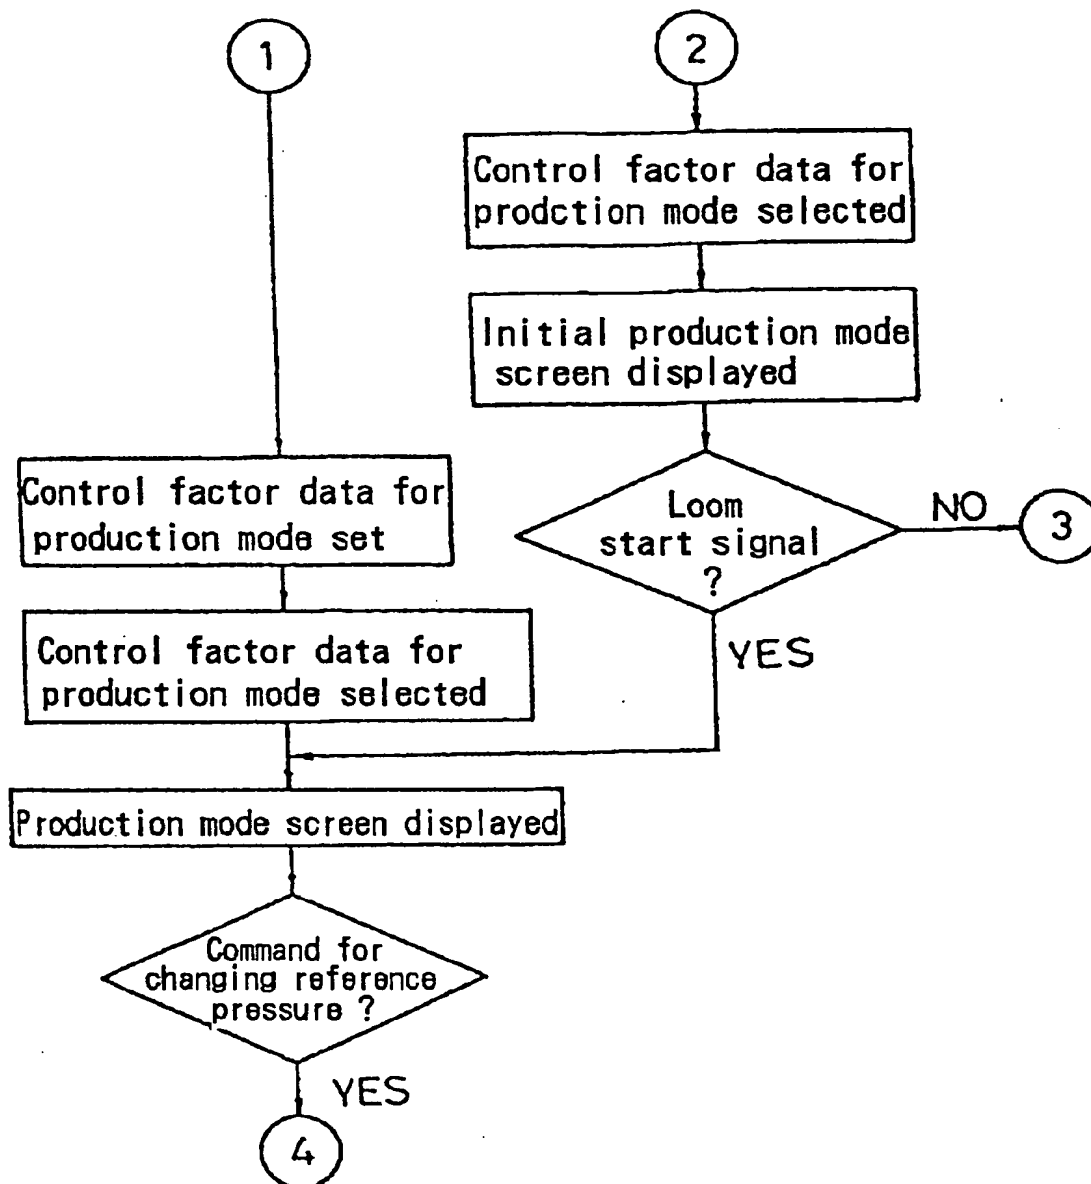 1
2
Control factor data for
prodction mode selected
Initial production mode
screen displayed
Loom
start signal
?
NO
3
YES
Control factor data for
production mode set
Control factor data for
production mode selected
Production mode screen displayed
Command for
changing reference
pressure ?
YES
4